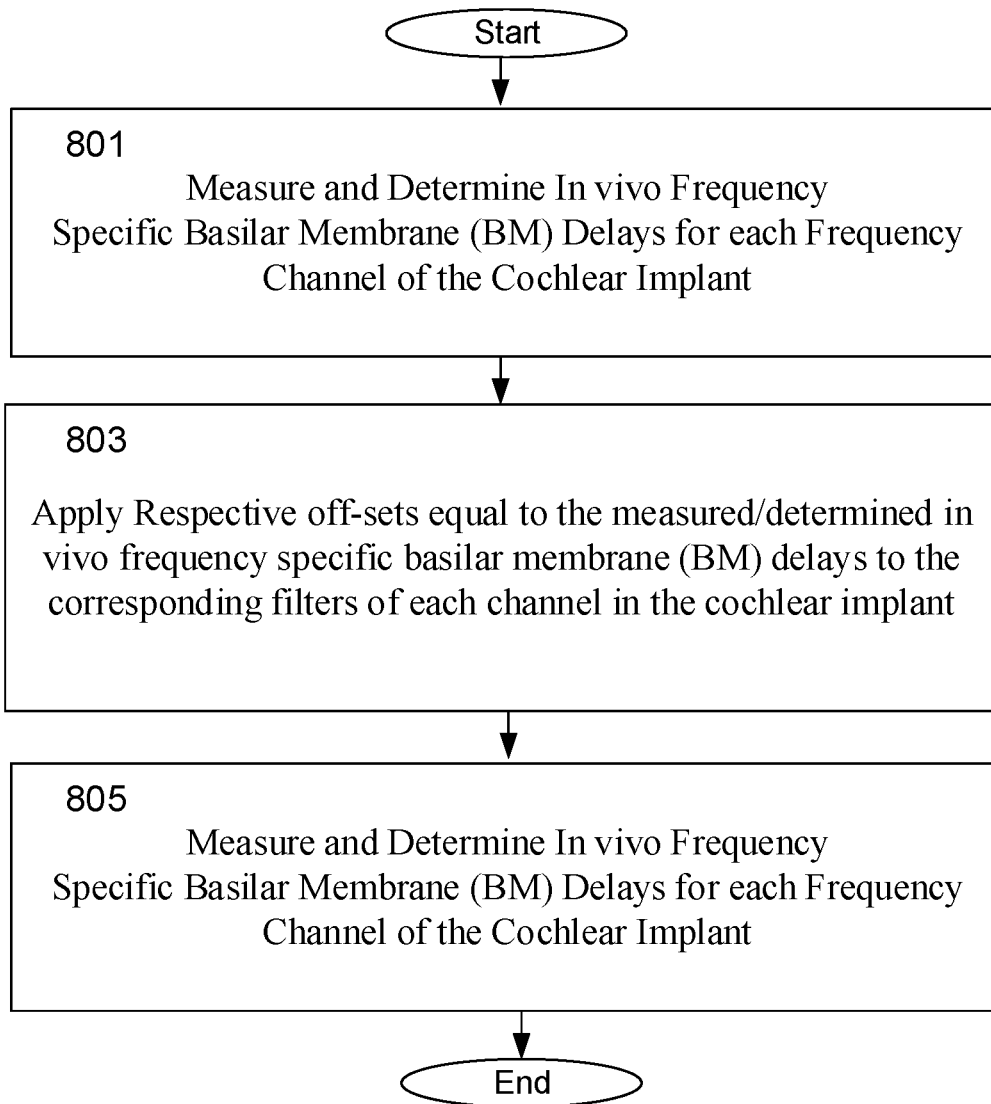 Start
801
Measure and Determine In vivo Frequency
Specific Basilar Membrane (BM) Delays for each Frequency
Channel of the Cochlear Implant
803
Apply Respective off-sets equal to the measured/determined in
vivo frequency specific basilar membrane (BM) delays to the
corresponding filters of each channel in the cochlear implant
805
Measure and Determine In vivo Frequency
Specific Basilar Membrane (BM) Delays for each Frequency
Channel of the Cochlear Implant
End